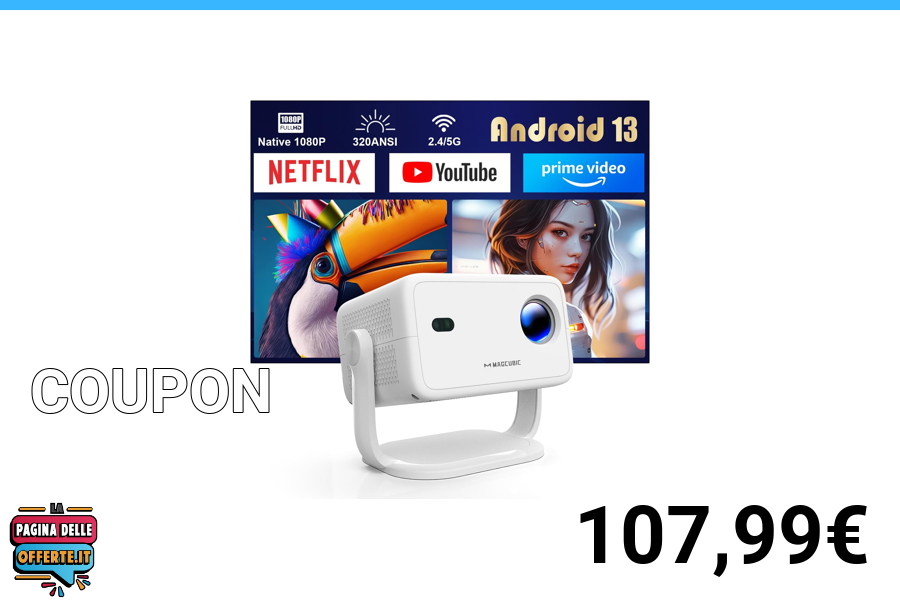 1080P
FULL HD
Native 1080P
320ANSI
2.4/5G
Android 13
NETFLIX
YouTube
prime video
MAGCUBIC
COUPON
LA
PAGINA DELLE
OFFERTE.IT
107,99€